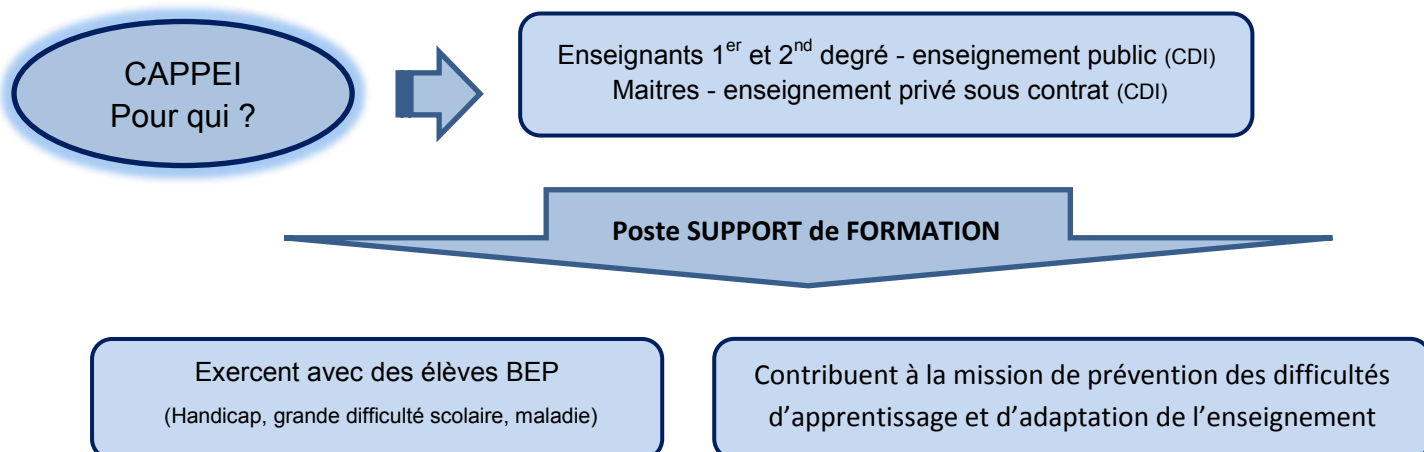 CAPPEI
Pour qui ?
Enseignants 1er et 2nd degré - enseignement public (CDI)
Maitres - enseignement privé sous contrat (CDI)
Poste SUPPORT de FORMATION
Exercent avec des élèves BEP
(Handicap, grande difficulté scolaire, maladie)
Contribuent à la mission de prévention des difficultés
d’apprentissage et d’adaptation de l’enseignement